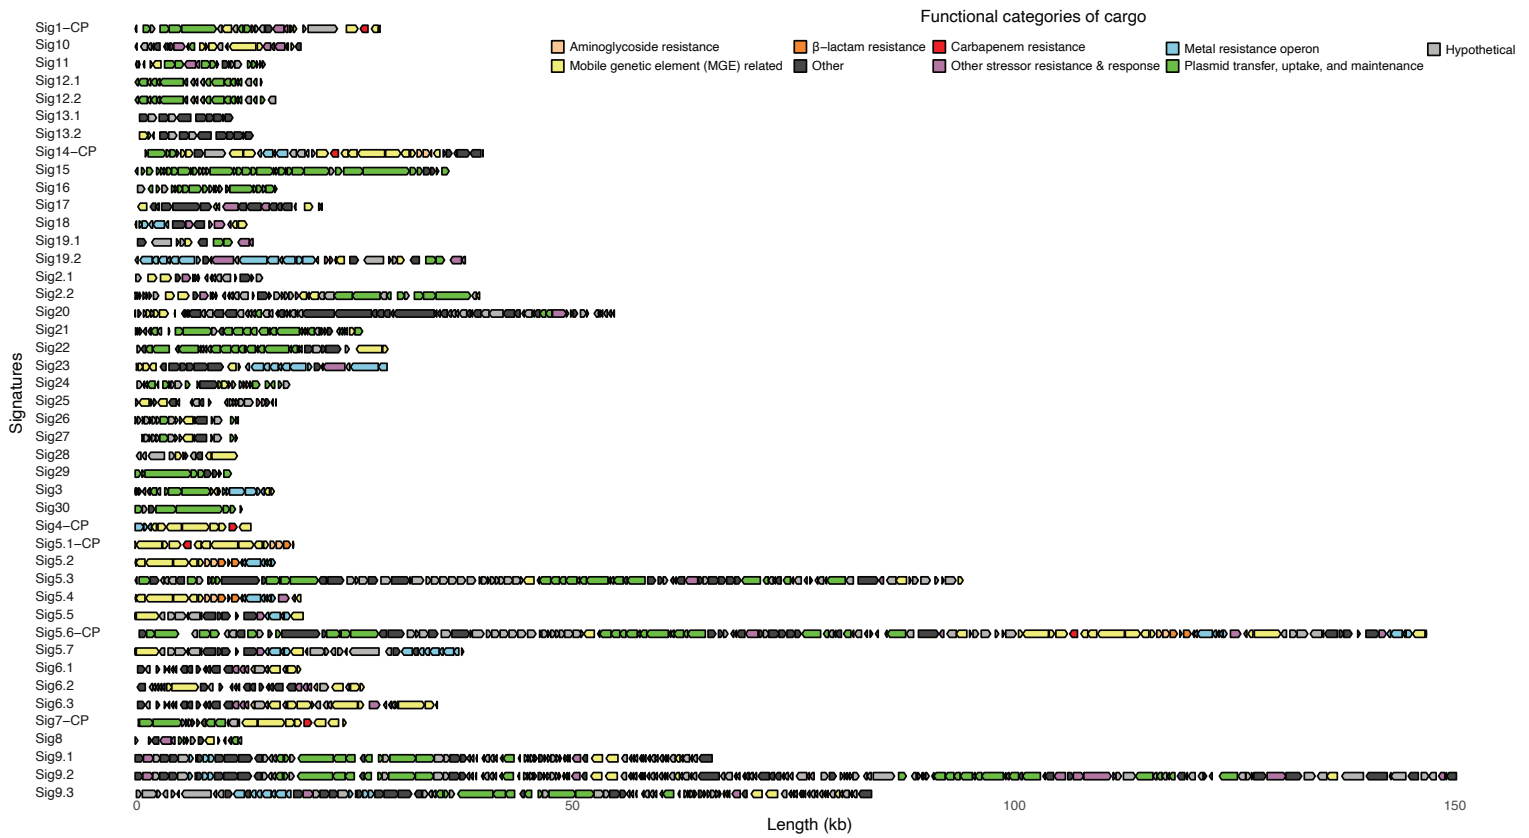 Functional categories of cargo
Aminoglycoside resistance
β−lactam resistance
Carbapenem resistance
Metal resistance operon
Hypothetical
Mobile genetic element (MGE) related
Other
Other stressor resistance & response
Plasmid transfer, uptake, and maintenance
Signatures
Sig1−CP
Sig10
Sig11
Sig12.1
Sig12.2
Sig13.1
Sig13.2
Sig14−CP
Sig15
Sig16
Sig17
Sig18
Sig19.1
Sig19.2
Sig2.1
Sig2.2
Sig20
Sig21
Sig22
Sig23
Sig24
Sig25
Sig26
Sig27
Sig28
Sig29
Sig3
Sig30
Sig4−CP
Sig5.1−CP
Sig5.2
Sig5.3
Sig5.4
Sig5.5
Sig5.6−CP
Sig5.7
Sig6.1
Sig6.2
Sig6.3
Sig7−CP
Sig8
Sig9.1
Sig9.2
Sig9.3
0 50 100 150
Length (kb)